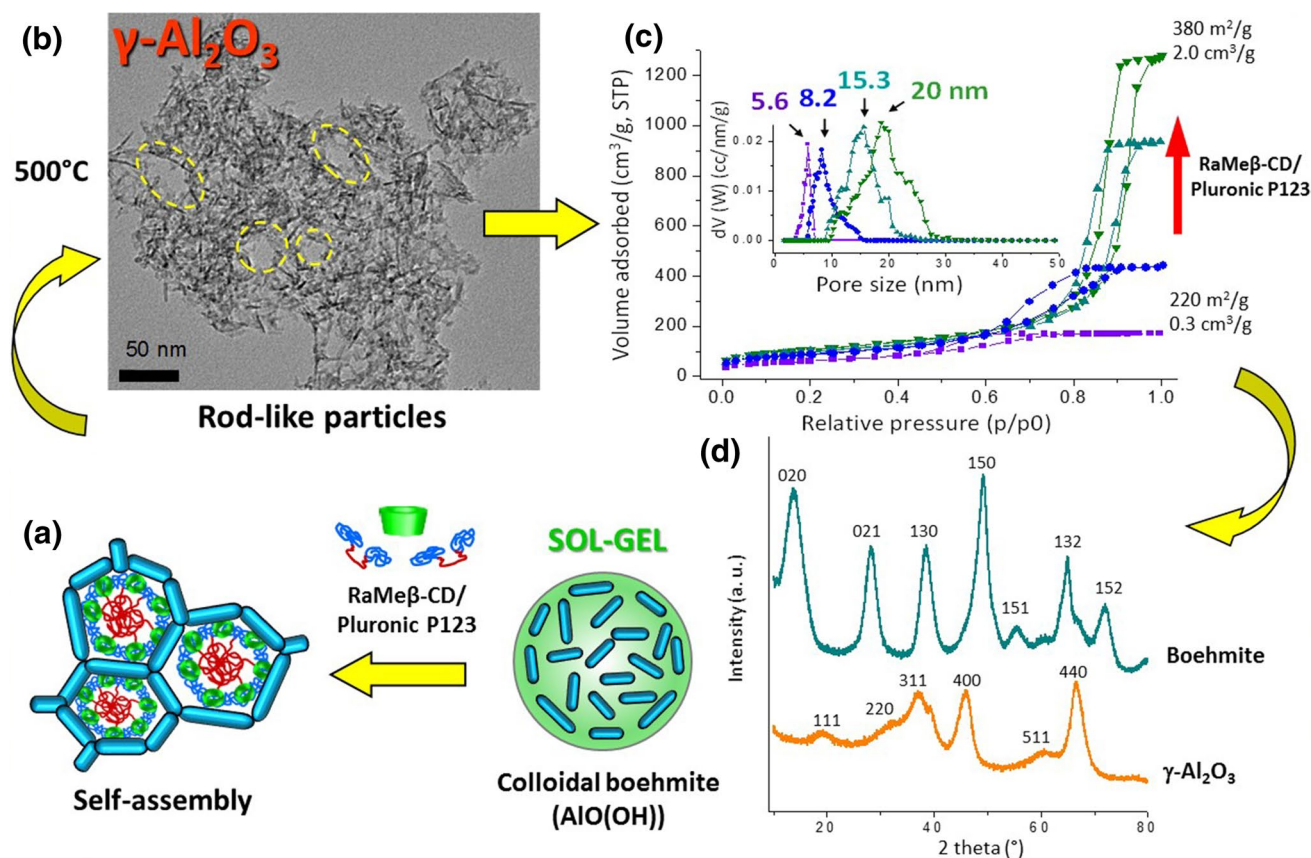 (b)
γ-Al₂O₃
500°C
50 nm
Rod-like particles
(c)
380 m²/g
2.0 cm³/g
1200
1000
800
600
400
200
0
Volume adsorbed (cm³/g, STP)
5.6
8.2
15.3
20 nm
0.02
0.01
0.00
dV (W) (cc/nm/g)
0
10
20
30
40
50
Pore size (nm)
RaMeβ-CD/
Pluronic P123
220 m²/g
0.3 cm³/g
0.0
0.2
0.4
0.6
0.8
1.0
Relative pressure (p/p0)
(a)
RaMeβ-CD/
Pluronic P123
SOL-GEL
Self-assembly
Colloidal boehmite
(AlO(OH))
(d)
Intensity (a. u.)
020
021
130
150
151
132
152
Boehmite
111
220
311
400
511
440
γ-Al₂O₃
20
40
60
80
2 theta (°)